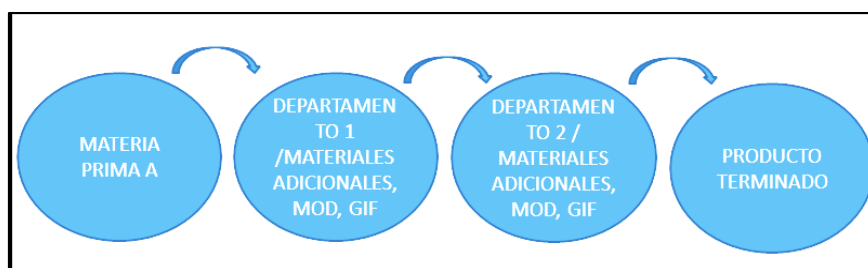 MATERIA
PRIMA A
DEPARTAMEN
TO 1
/MATERIALES
ADICIONALES,
MOD, GIF
DEPARTAMEN
TO 2 /
MATERIALES
ADICIONALES,
MOD, GIF
PRODUCTO
TERMINADO